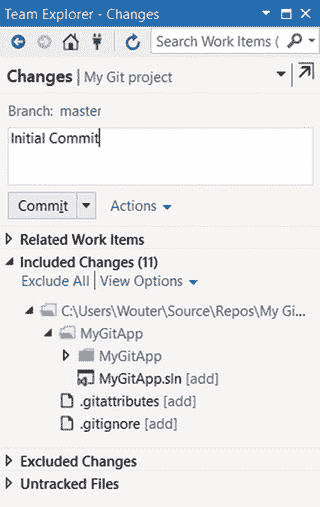 Team Explorer - Changes
Search Work Items (
Changes | My Git project
Branch: master
Initial Commit
Commit Actions
Related Work Items
Included Changes (11)
Exclude All | View Options
C:\Users\Wouter\Source\Repos\My Gi...
MyGitApp
MyGitApp
MyGitApp.sln [add]
.gitattributes [add]
.gitignore [add]
Excluded Changes
Untracked Files